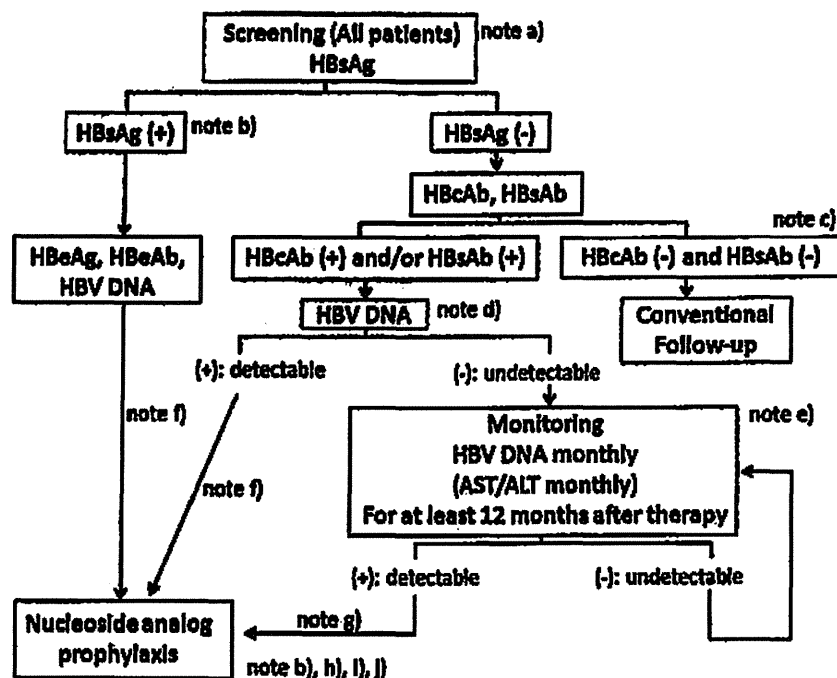 Screening (All patients) note a)
HBsAg
HBsAg (+) note b)
HBsAg (-)
HBcAb, HBsAb
note c)
HBeAg, HBeAb,
HBV DNA
HBcAb (+) and/or HBsAb (+)
HBcAb (-) and HBsAb (-)
HBV DNA note d)
Conventional
Follow-up
(+): detectable
(-): undetectable
note f)
note f)
Monitoring note e)
HBV DNA monthly
(AST/ALT monthly)
For at least 12 months after therapy
(+): detectable
(-): undetectable
Nucleoside analog
prophylaxis
note g)
note b), h), i), j)